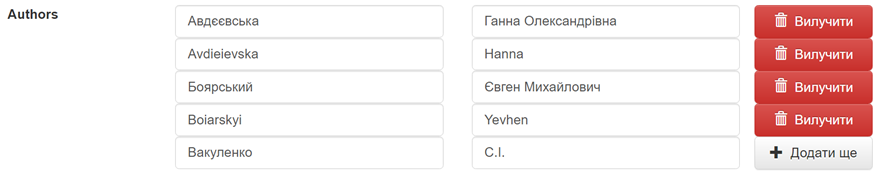 Authors Авдєєвська Ганна Олександрівна Вилучити
Avdieievska Hanna Вилучити
Боярський Євген Михайлович Вилучити
Boiarskyi Yevhen Вилучити
Вакуленко С.І. Додати ще